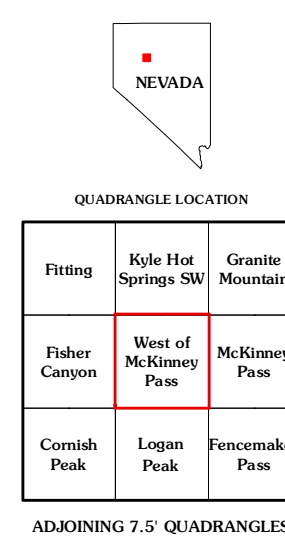 NEVADA
QUADRANGLE LOCATION
Fitting
Kyle Hot
Springs SW
Granite
Mountain
Fisher
Canyon
West of
McKinney
Pass
McKinney
Pass
Cornish
Peak
Logan
Peak
Fencemake
Pass
ADJOINING 7.5' QUADRANGLES